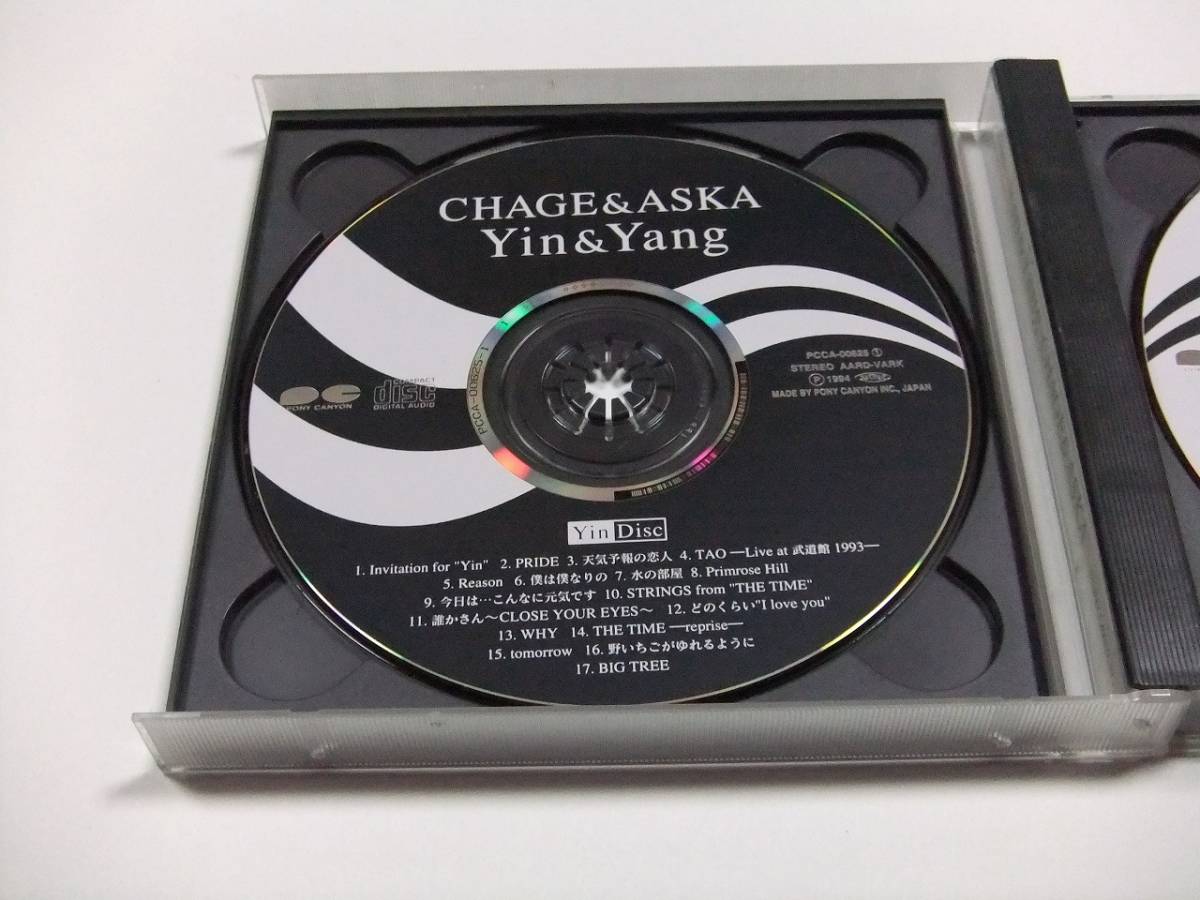 CHAGE&ASKA
Yin&Yang
PONY CANYON
COMPACT
disc
DIGITAL AUDIO
PCCA-00625-1
PCCA-00625 ①
STEREO AARD-VARK
Ⓟ 1994
MADE BY PONY CANYON INC., JAPAN
Yin Disc
1. Invitation for "Yin" 2. PRIDE 3. 天気予報の恋人 4. TAO —Live at 武道館 1993—
5. Reason 6. 僕は僕なりの 7. 水の部屋 8. Primrose Hill
9. 今日は…こんなに元気です 10. STRINGS from "THE TIME"
11. 誰かさん～CLOSE YOUR EYES～ 12. どのくらい"I love you"
13. WHY 14. THE TIME —reprise—
15. tomorrow 16. 野いちごがゆれるように
17. BIG TREE